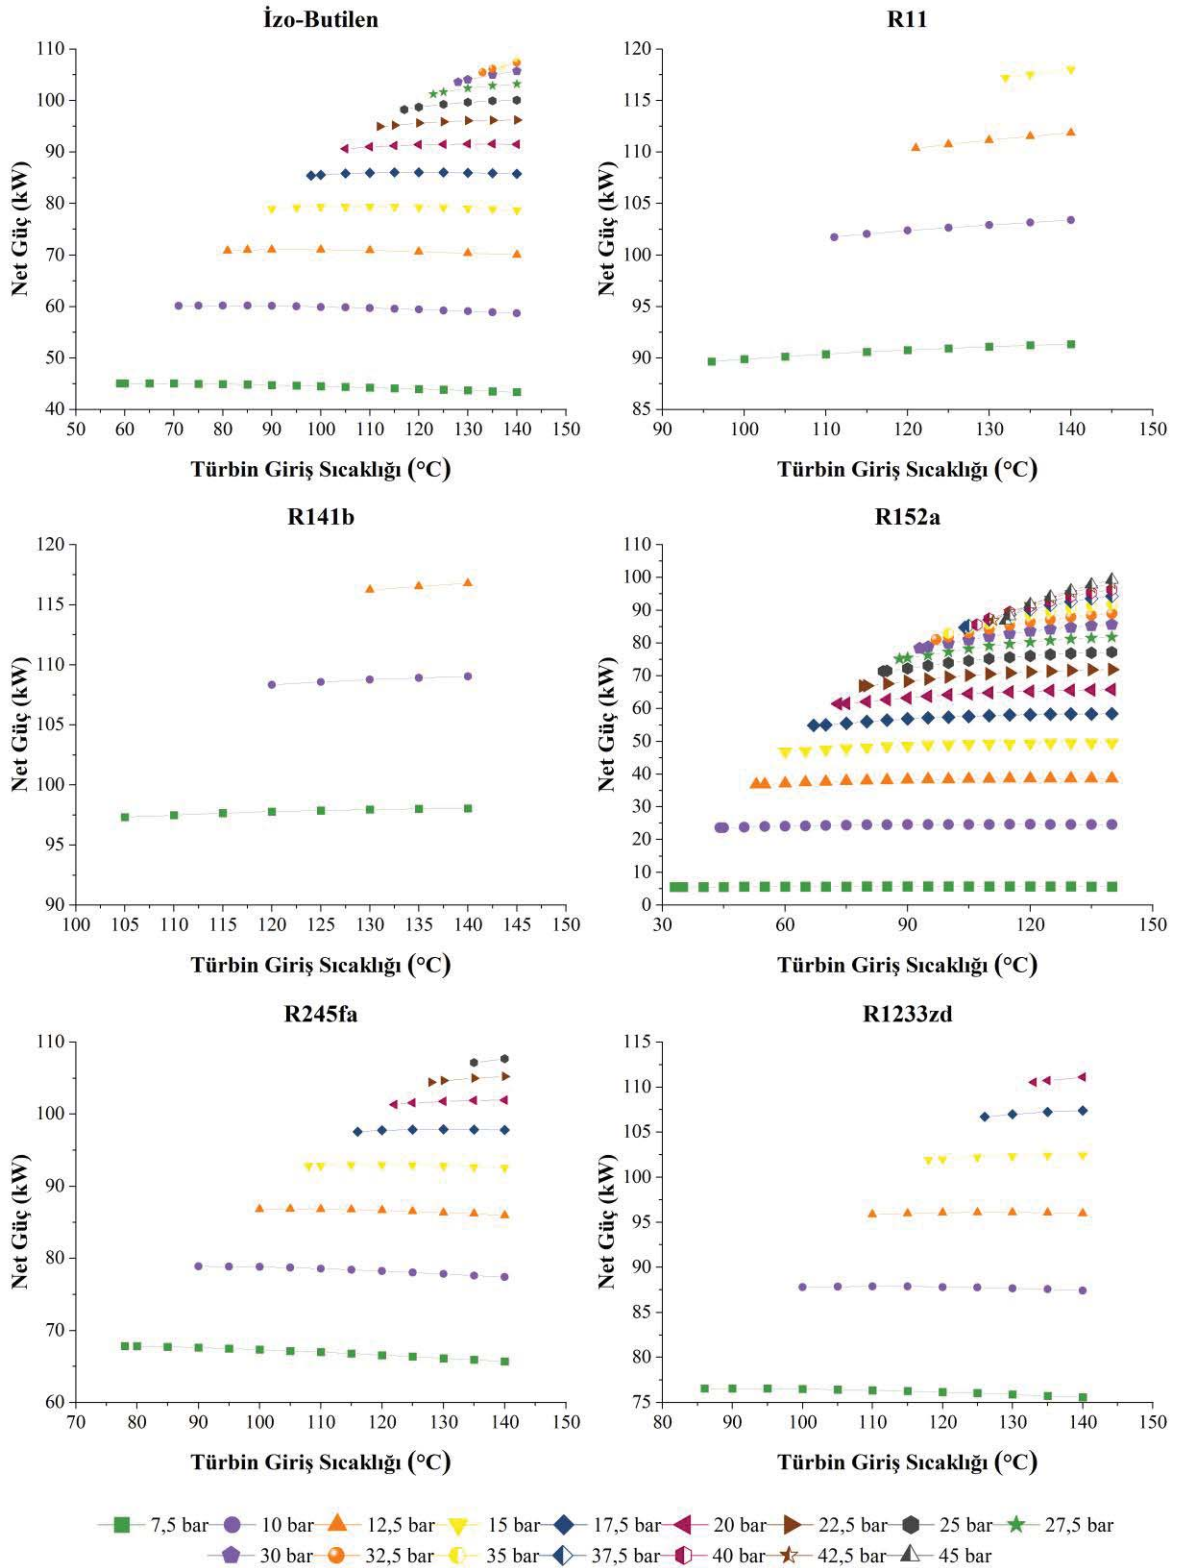 İzo-Butilen
110
100
90
80
70
60
50
40
Net Güç (kW)
50 60 70 80 90 100 110 120 130 140 150
Türbin Giriş Sıcaklığı (°C)
R11
120
115
110
105
100
95
90
85
Net Güç (kW)
90 100 110 120 130 140 150
Türbin Giriş Sıcaklığı (°C)
R141b
120
115
110
105
100
95
90
Net Güç (kW)
100 105 110 115 120 125 130 135 140 145 150
Türbin Giriş Sıcaklığı (°C)
R152a
110
100
90
80
70
60
50
40
30
20
10
0
Net Güç (kW)
30 60 90 120 150
Türbin Giriş Sıcaklığı (°C)
R245fa
110
100
90
80
70
60
Net Güç (kW)
70 80 90 100 110 120 130 140 150
Türbin Giriş Sıcaklığı (°C)
R1233zd
115
110
105
100
95
90
85
80
75
Net Güç (kW)
80 90 100 110 120 130 140 150
Türbin Giriş Sıcaklığı (°C)
7,5 bar 10 bar 12,5 bar 15 bar 17,5 bar 20 bar 22,5 bar 25 bar 27,5 bar
30 bar 32,5 bar 35 bar 37,5 bar 40 bar 42,5 bar 45 bar